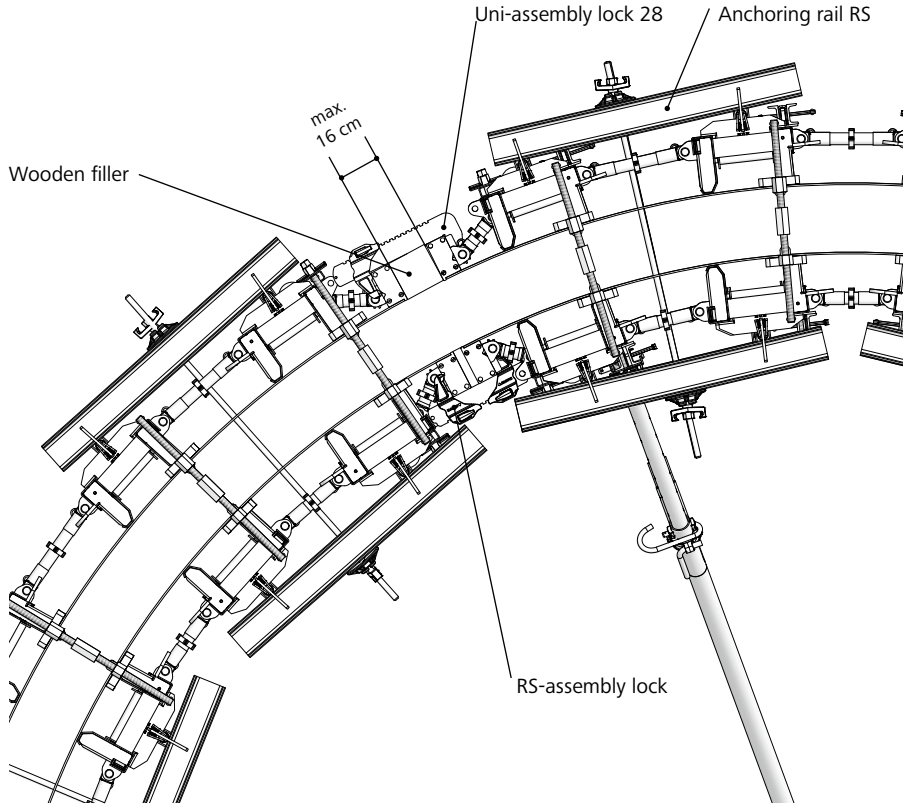 Uni-assembly lock 28
Anchoring rail RS
max.
16 cm
Wooden filler
RS-assembly lock